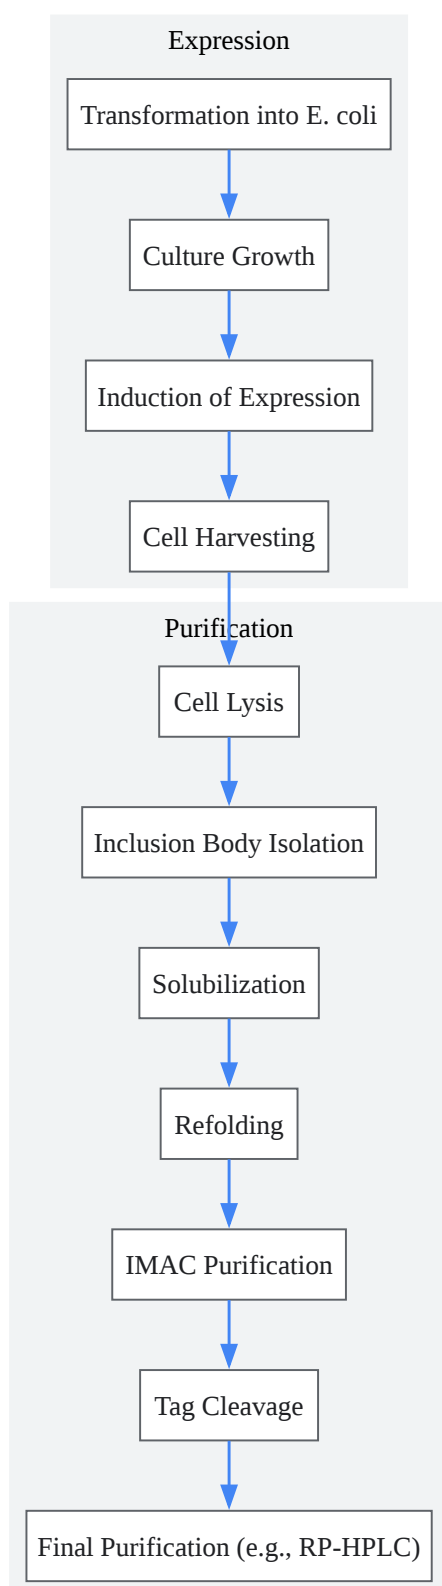 Expression
Transformation into E. coli
Culture Growth
Induction of Expression
Cell Harvesting
Purification
Cell Lysis
Inclusion Body Isolation
Solubilization
Refolding
IMAC Purification
Tag Cleavage
Final Purification (e.g., RP-HPLC)